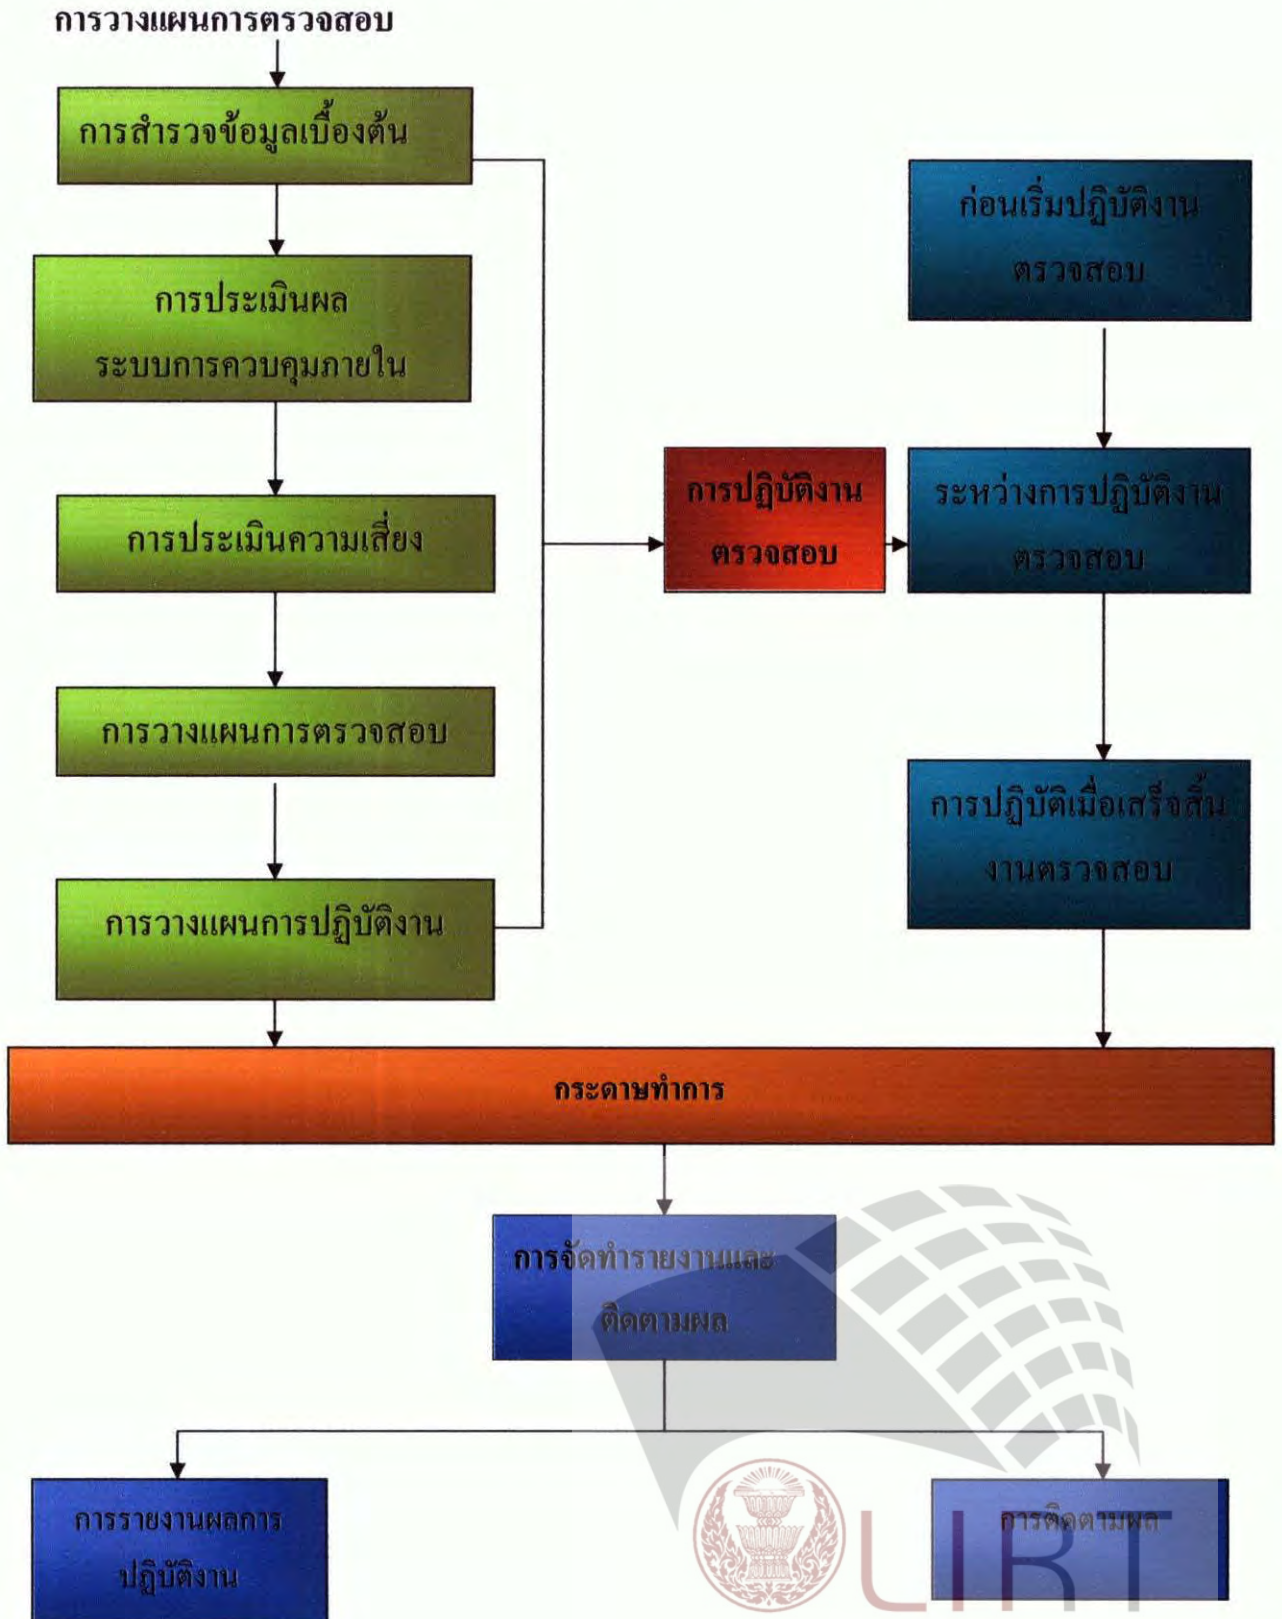 การวางแผนการตรวจสอบ
การสำรวจข้อมูลเบื้องต้น
การประเมินผล
ระบบการควบคุมภายใน
การประเมินความเสี่ยง
การวางแผนการตรวจสอบ
การวางแผนการปฏิบัติงาน
การปฏิบัติงาน
ตรวจสอบ
ก่อนเริ่มปฏิบัติงาน
ตรวจสอบ
ระหว่างการปฏิบัติงาน
ตรวจสอบ
การปฏิบัติเมื่อเสร็จสิ้น
งานตรวจสอบ
กระดาษทำการ
การจัดทำรายงานและ
ติดตามผล
การรายงานผลการ
ปฏิบัติงาน
การติดตามผล
LIRT